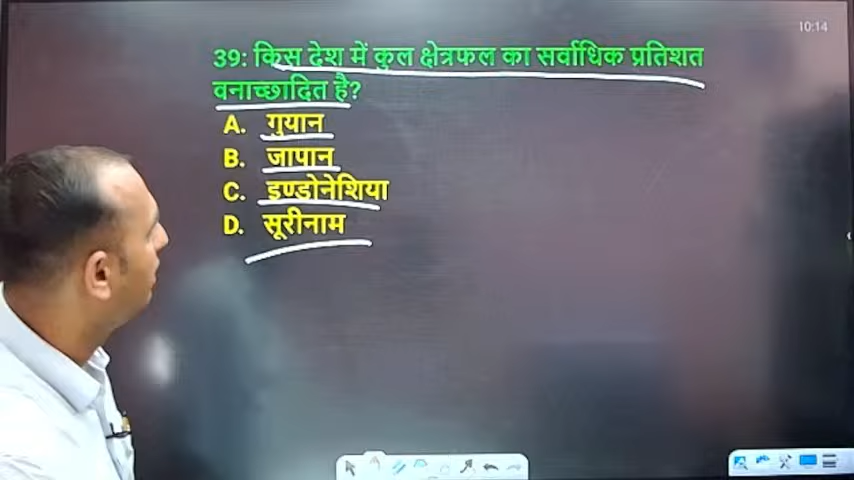 10:14
39: किस देश में कुल क्षेत्रफल का सर्वाधिक प्रतिशत
वनाच्छादित है?
A. गुयान
B. जापान
C. इण्डोनेशिया
D. सूरीनाम